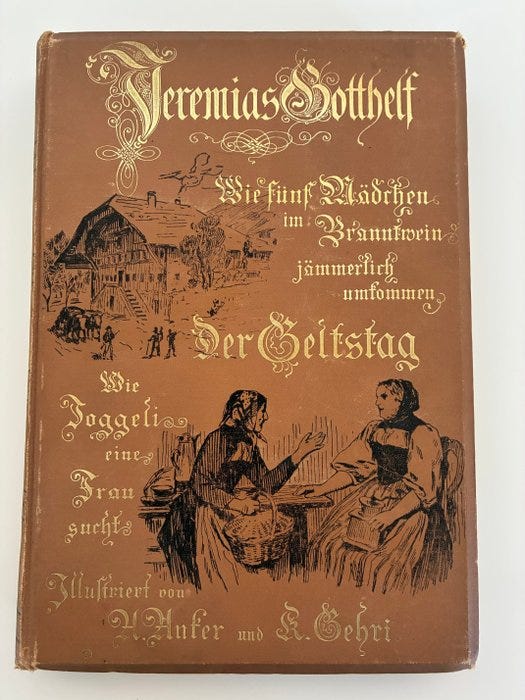 Jeremias Gotthelf
Wie fünf Mädchen
im Branntwein
jämmerlich
umkommen
Der Geltstag
Wie
Joggeli
eine
Frau
sucht
Illustriert von
A. Anker und K. Gehri